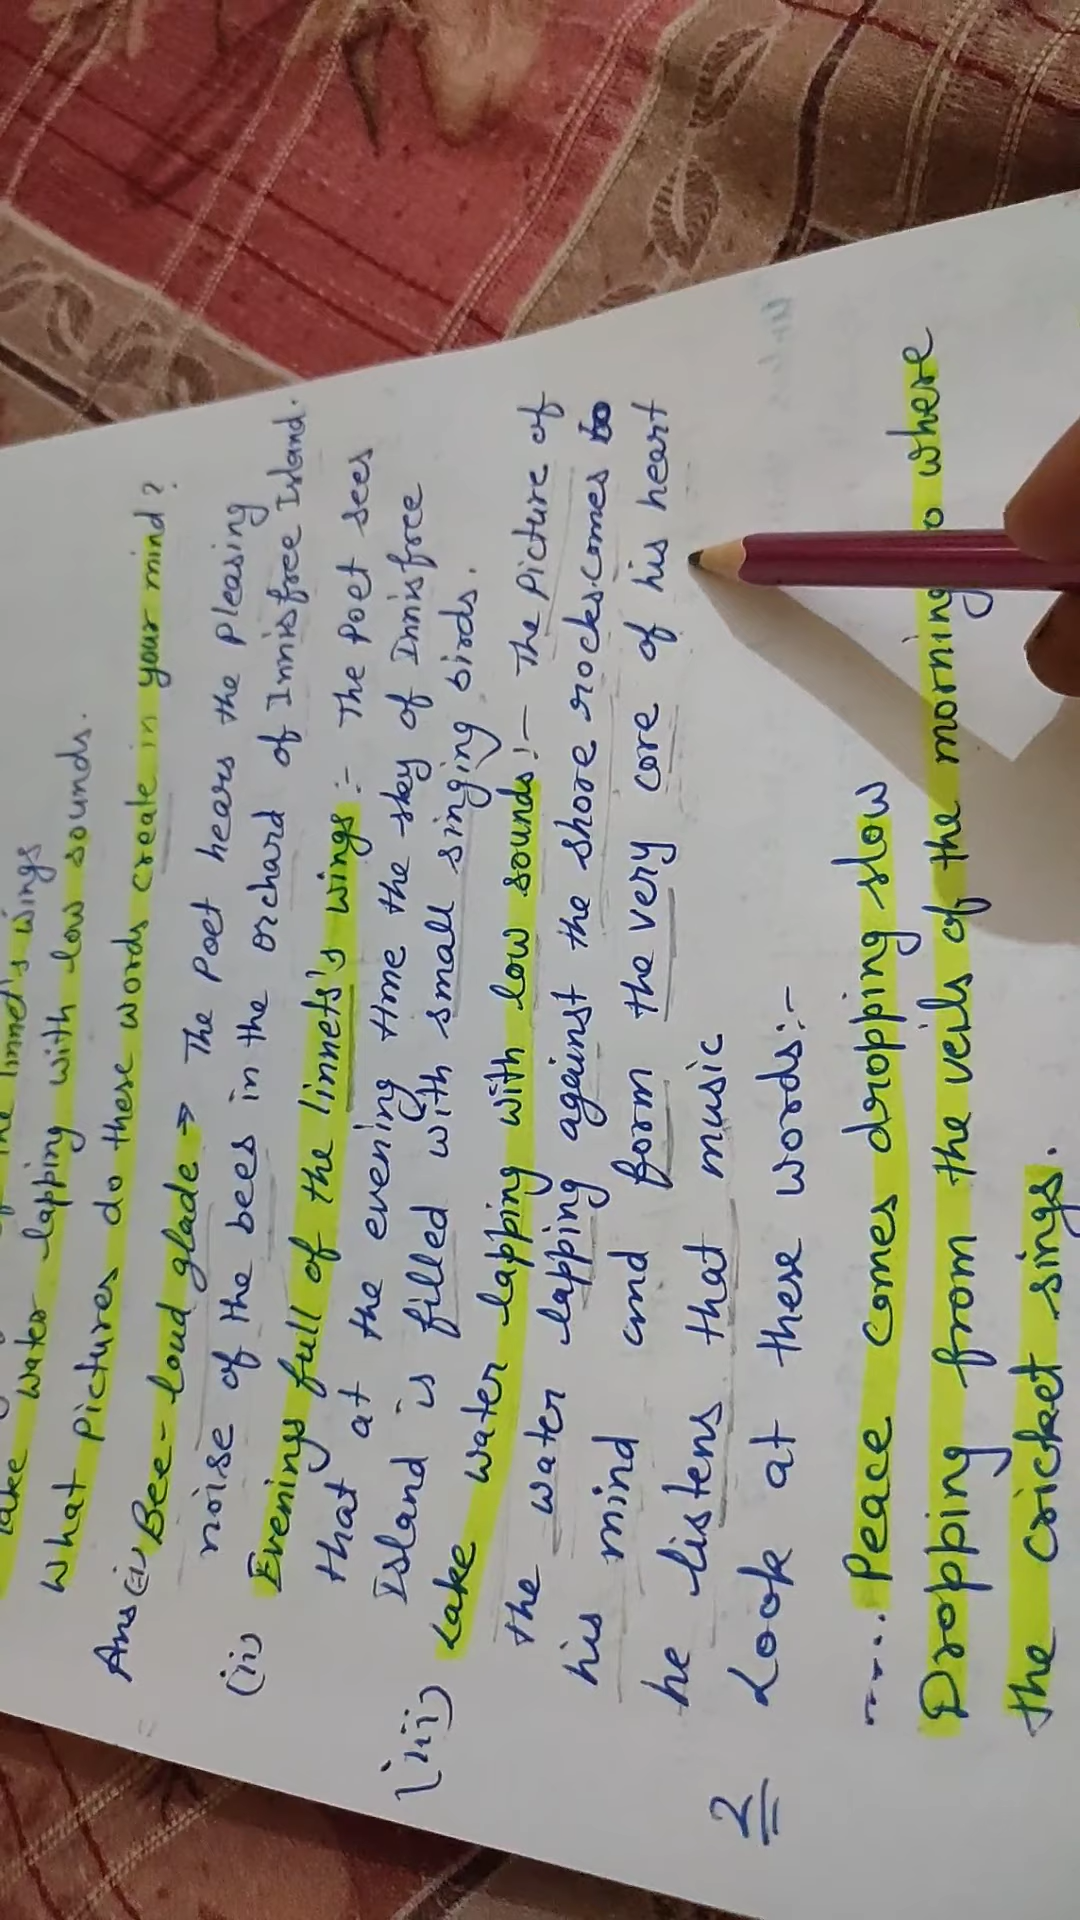 the linnet's wings
lake water lapping with low sounds.
What pictures do these words create in your mind?
Ans(i) Bee-loud glade → The Poet hears the pleasing
noise of the bees in the orchard of Innisfree Island.
(ii) Evenings full of the linnets's wings:- The Poet sees
that at the evening time the sky of Innisfree
Island is filled with small singing birds.
(iii) Lake water lapping with low sounds:- The Picture of
the water lapping against the shore rocks comes to
his mind and form the very core of his heart
he listens that music
2 Look at these words:-
..... Peace comes dropping slow
Dropping from the veils of the morning to where
the cricket sings.